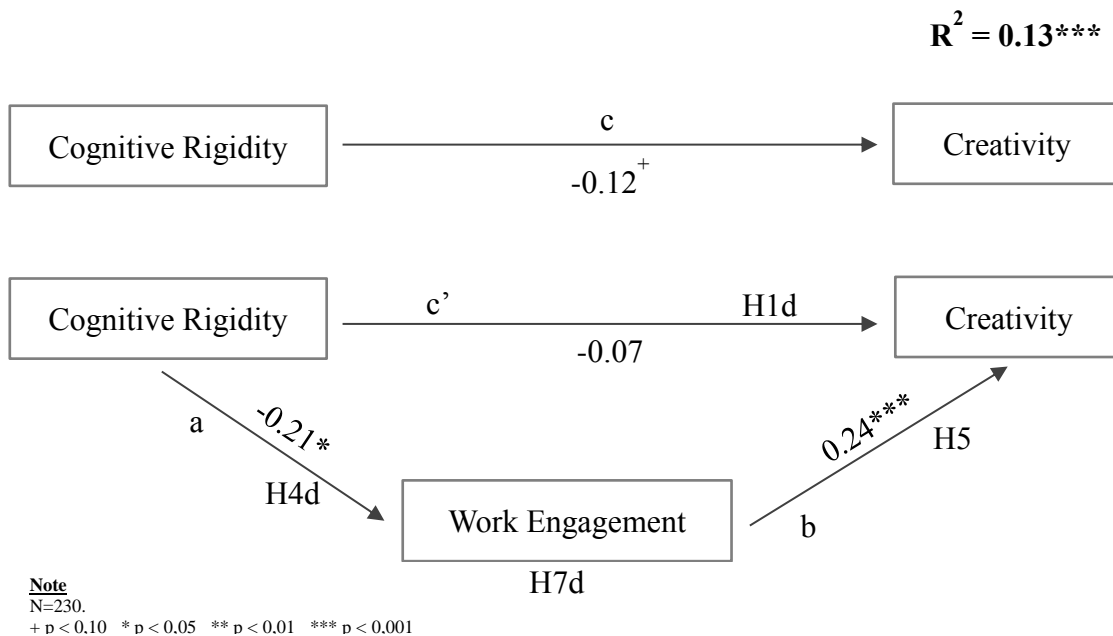 R² = 0.13***
Cognitive Rigidity
c
-0.12⁺
Creativity
Cognitive Rigidity
c’
H1d
-0.07
Creativity
a
-0.21*
H4d
Work Engagement
H7d
0.24***
H5
b
Note
N=230.
+ p < 0,10 * p < 0,05 ** p < 0,01 *** p < 0,001